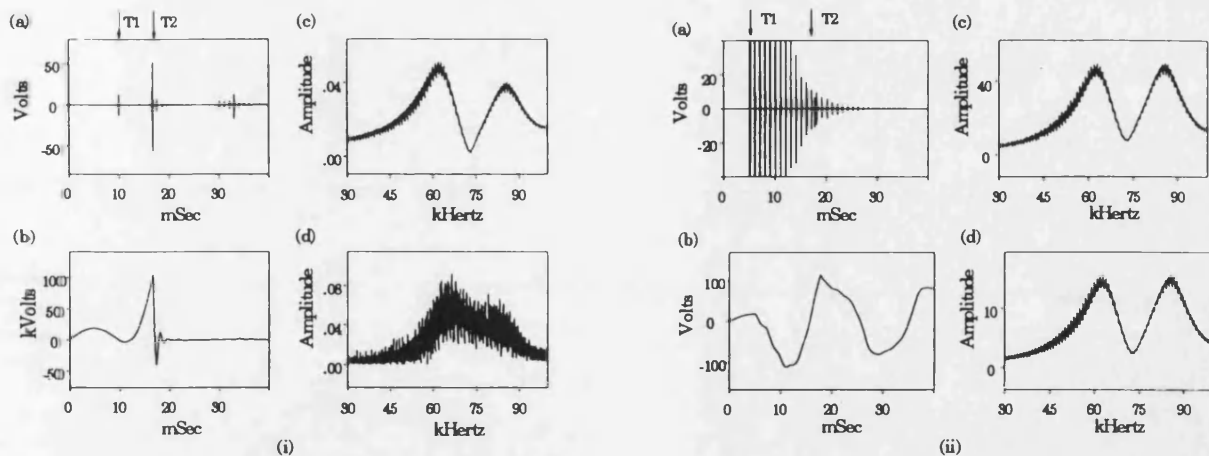 (a)
T1
T2
Volts
50
0
-50
0
10
20
30
mSec
(c)
Amplitude
.04
.00
30
45
60
75
90
kHertz
(b)
kVolts
100
50
0
-50
0
10
20
30
mSec
(d)
Amplitude
.08
.04
.00
30
45
60
75
90
kHertz
(i)
(a)
T1
T2
Volts
20
0
-20
0
10
20
30
mSec
(c)
Amplitude
40
0
30
45
60
75
90
kHertz
(b)
Volts
100
0
-100
0
10
20
30
mSec
(d)
Amplitude
10
0
30
45
60
75
90
kHertz
(ii)